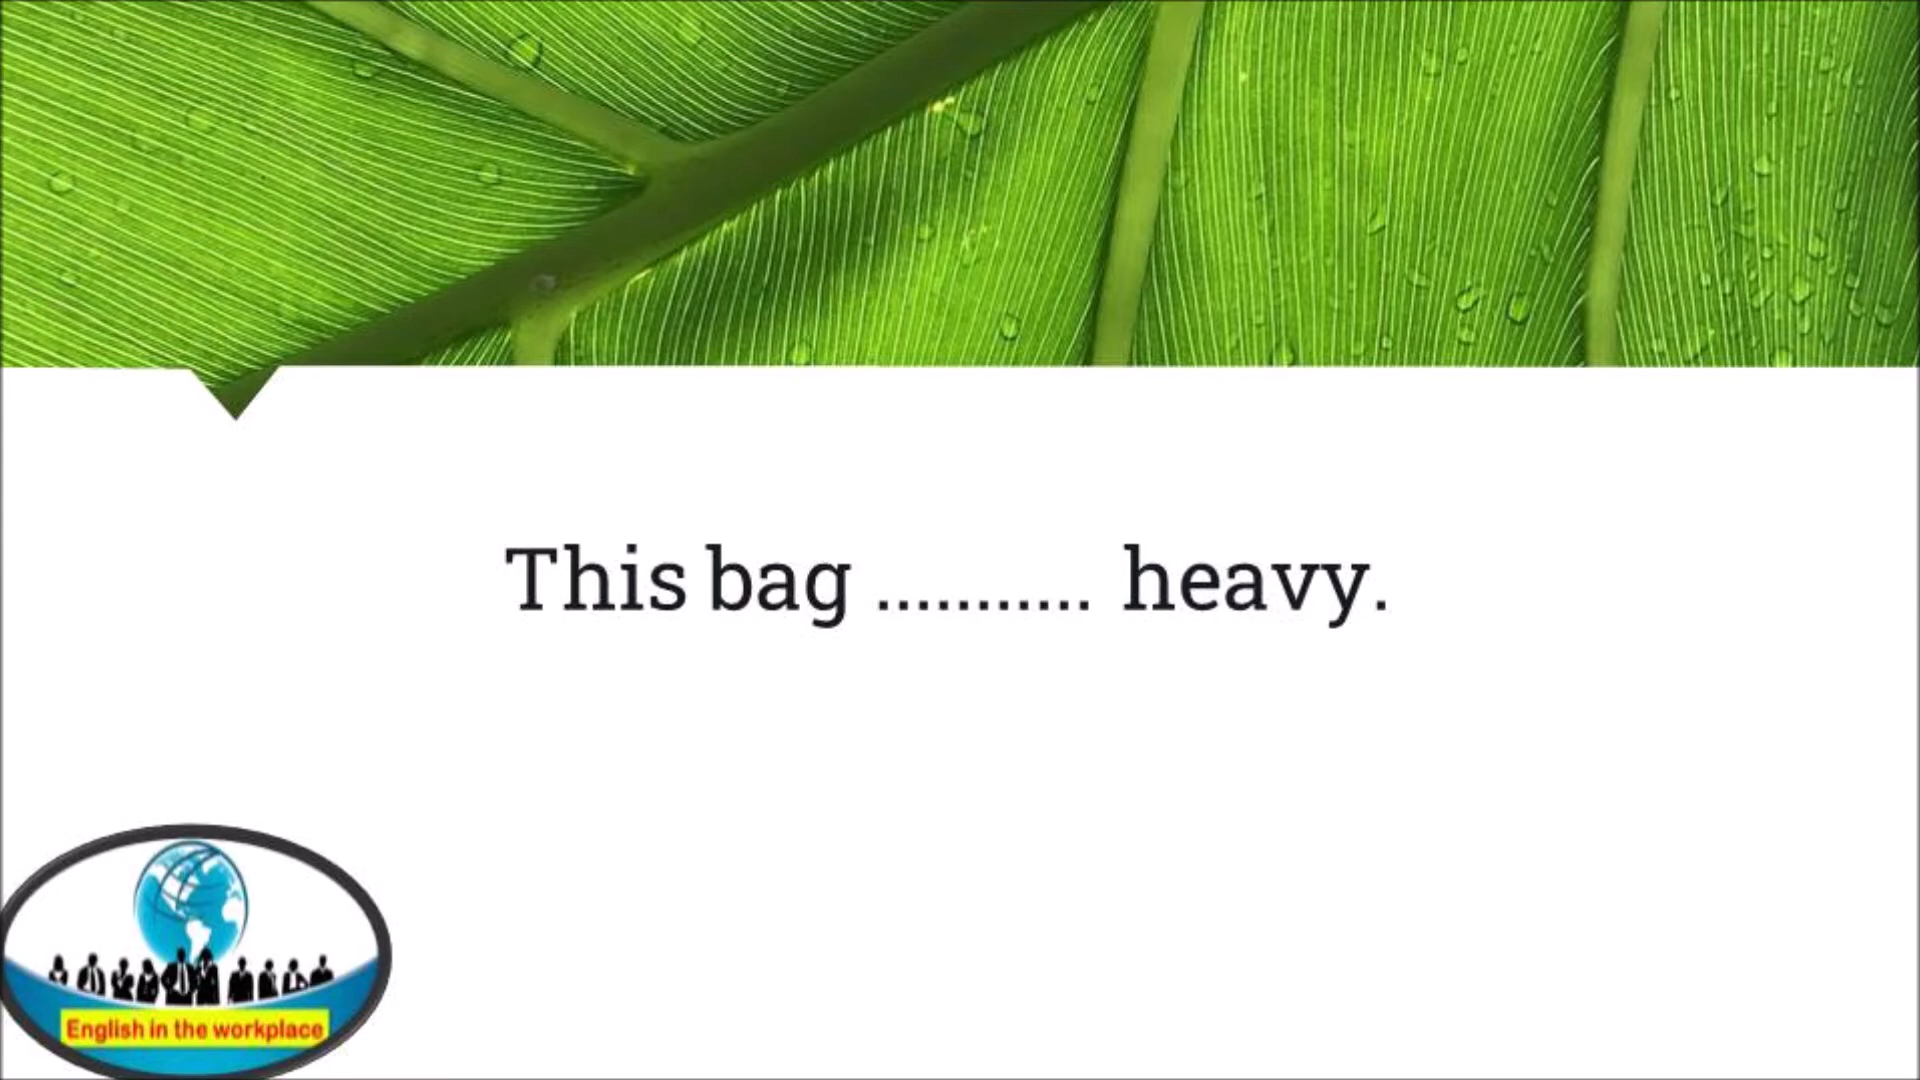 This bag ........... heavy.
English in the workplace